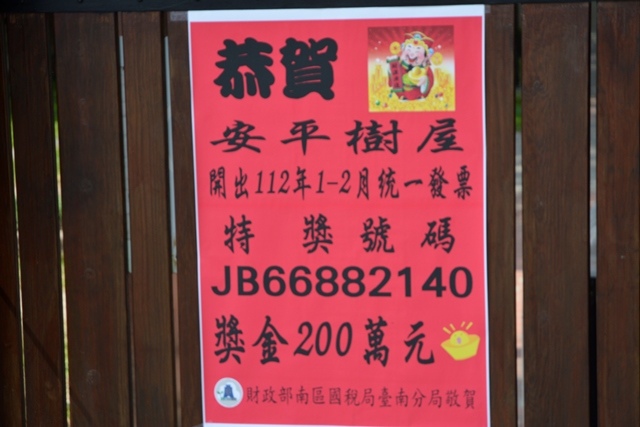 恭賀
安平樹屋
開出112年1-2月統一發票
特獎號碼
JB66882140
獎金200萬元
財政部南區國稅局臺南分局敬賀